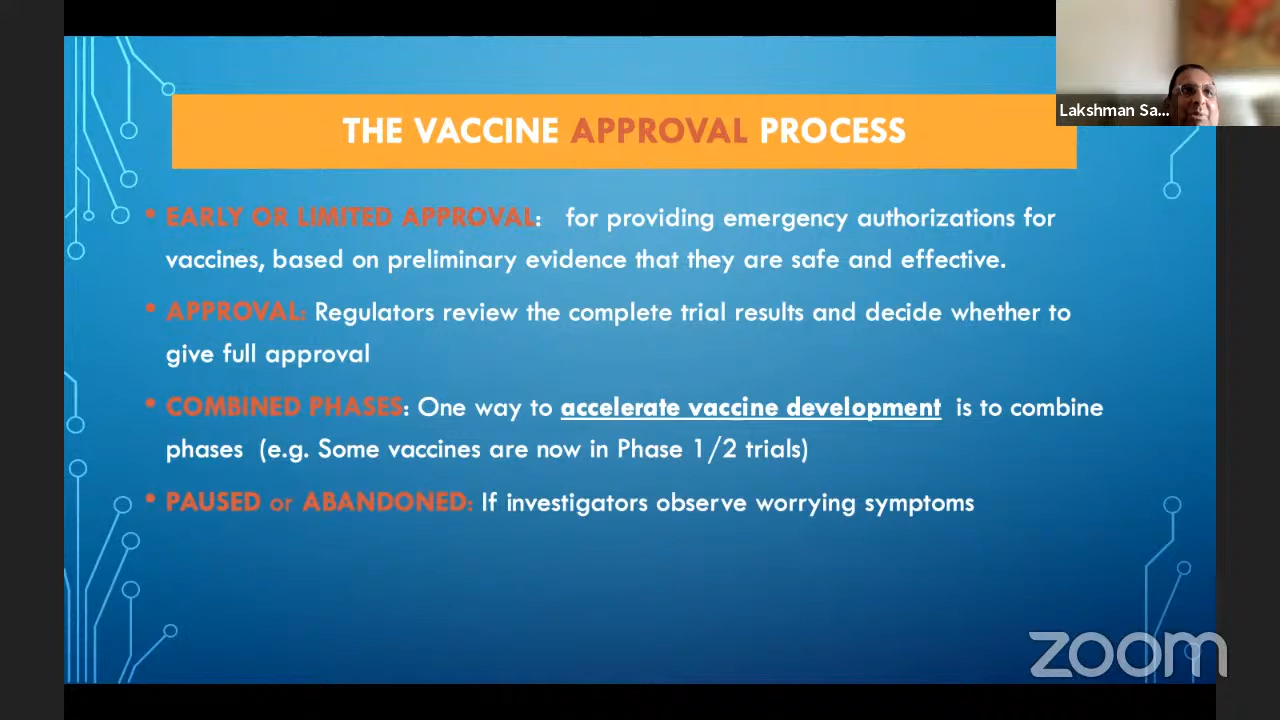 THE VACCINE APPROVAL PROCESS
Lakshman Sa...
• EARLY OR LIMITED APPROVAL: for providing emergency authorizations for
vaccines, based on preliminary evidence that they are safe and effective.
• APPROVAL: Regulators review the complete trial results and decide whether to
give full approval
• COMBINED PHASES: One way to accelerate vaccine development is to combine
phases (e.g. Some vaccines are now in Phase 1/2 trials)
• PAUSED or ABANDONED: If investigators observe worrying symptoms
zoom